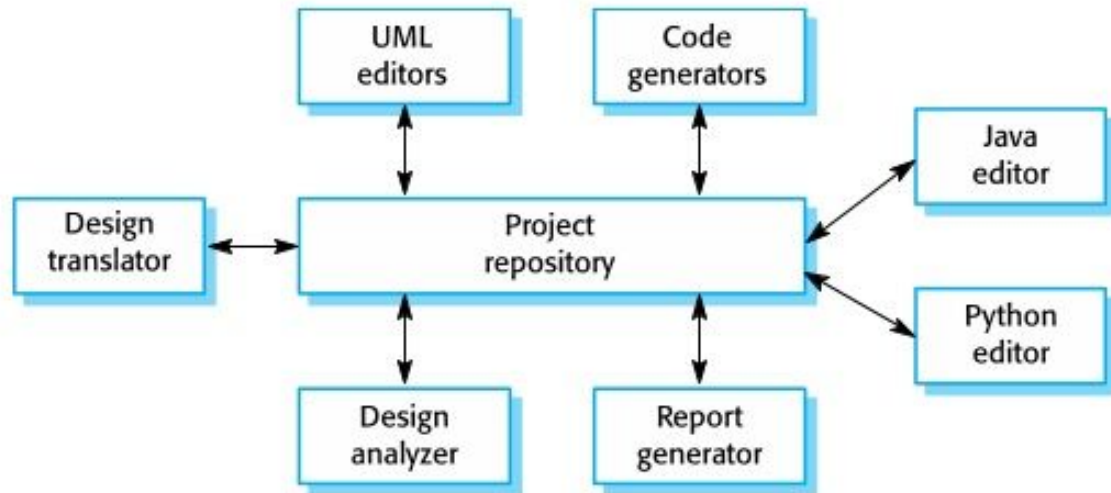 UML
editors
Code
generators
Java
editor
Design
translator
Project
repository
Python
editor
Design
analyzer
Report
generator